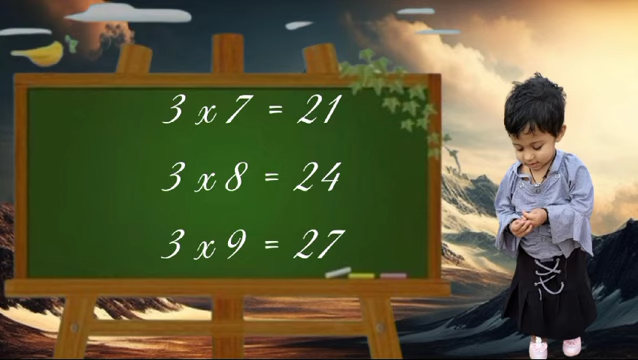 3 x 7 = 21
3 x 8 = 24
3 x 9 = 27